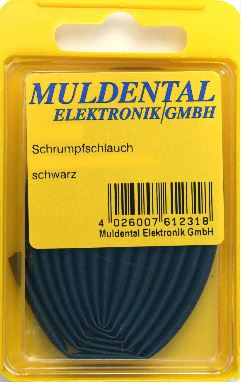 MULDENTAL
ELEKTRONIK/GMBH
Schrumpfschlauch
schwarz
4 026007 612318
Muldental Elektronik GmbH